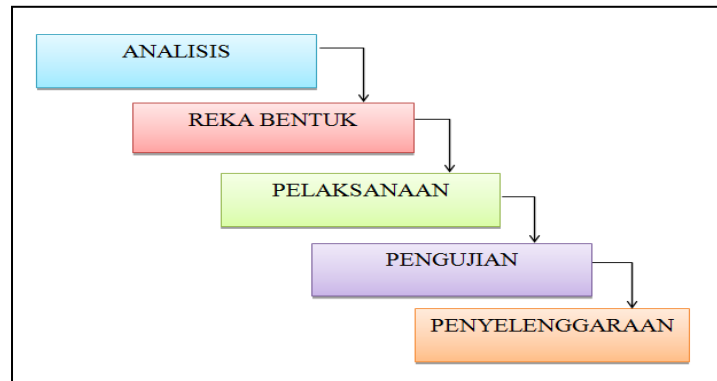 ANALISIS
REKA BENTUK
PELAKSANAAN
PENGUJIAN
PENYELENGGARAAN